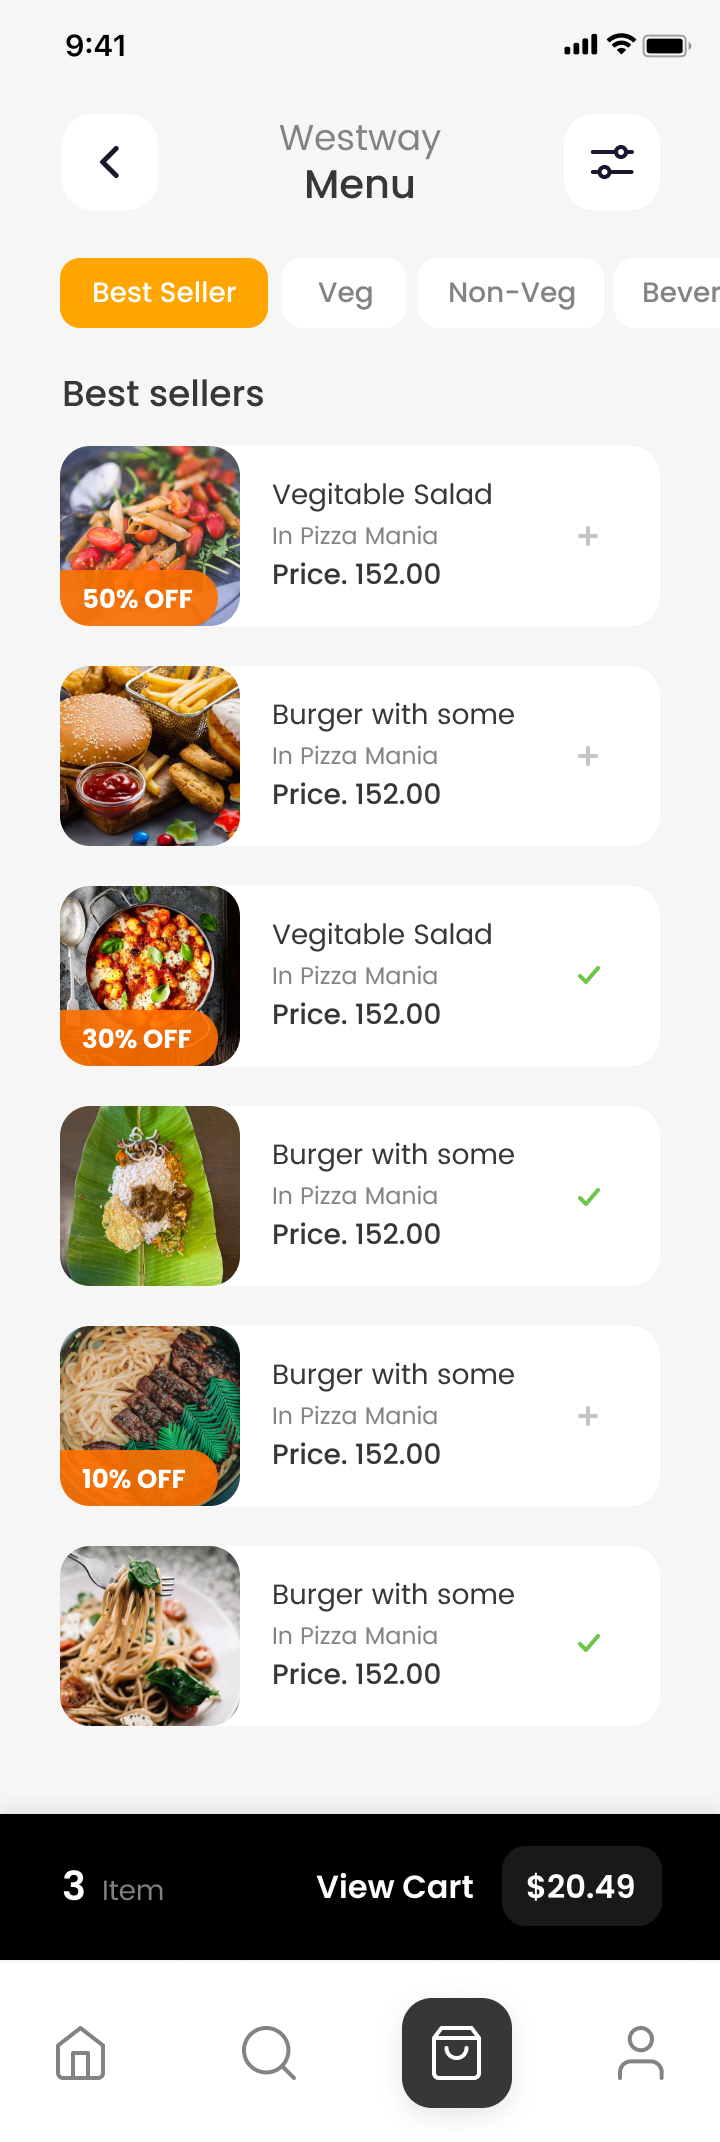 9:41
Westway
Menu
Best Seller
Veg
Non-Veg
Bever
Best sellers
Vegitable Salad
In Pizza Mania
Price. 152.00
50% OFF
Burger with some
In Pizza Mania
Price. 152.00
Vegitable Salad
In Pizza Mania
Price. 152.00
30% OFF
Burger with some
In Pizza Mania
Price. 152.00
Burger with some
In Pizza Mania
Price. 152.00
10% OFF
Burger with some
In Pizza Mania
Price. 152.00
3 Item
View Cart
$20.49